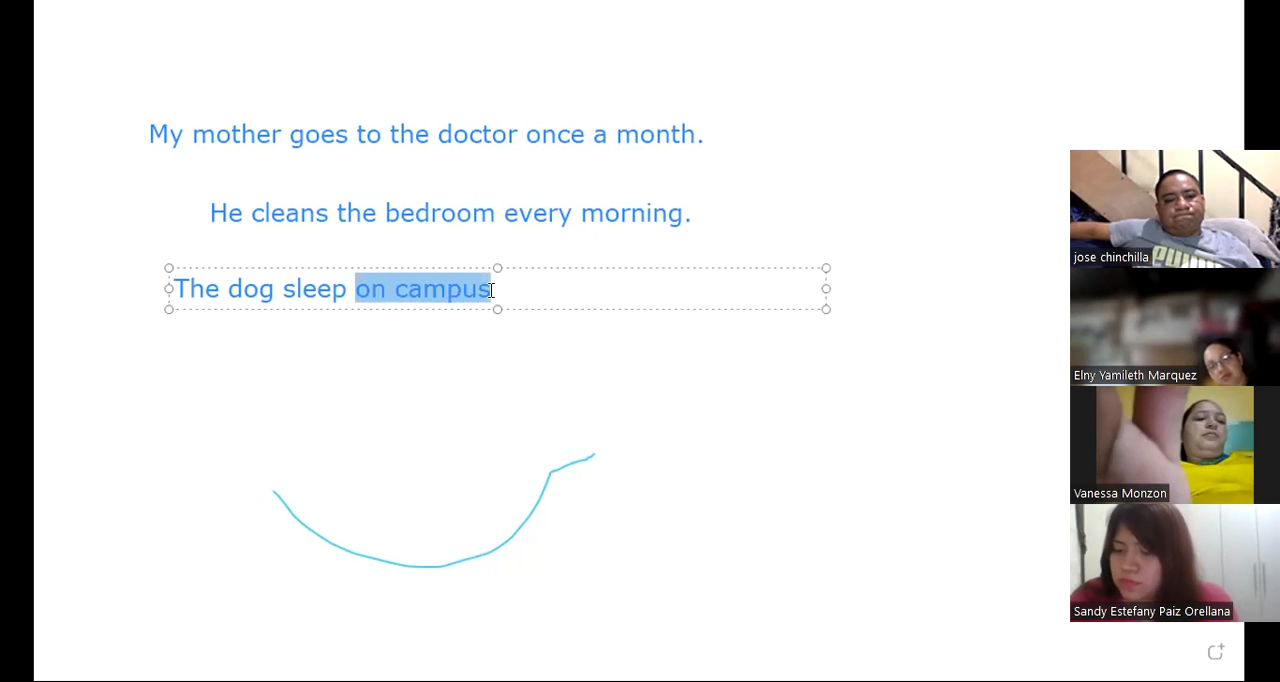 My mother goes to the doctor once a month.
He cleans the bedroom every morning.
The dog sleep on campus
jose chinchilla
Elny Yamileth Marquez
Vanessa Monzon
Sandy Estefany Paiz Orellana